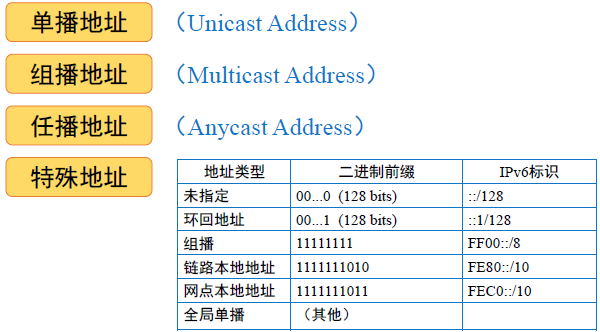 单播地址 （Unicast Address）
组播地址 （Multicast Address）
任播地址 （Anycast Address）
特殊地址
地址类型 二进制前缀 IPv6标识
未指定 00...0 (128 bits) ::/128
环回地址 00...1 (128 bits) ::1/128
组播 11111111 FF00::/8
链路本地地址 1111111010 FE80::/10
网点本地地址 1111111011 FEC0::/10
全局单播 （其他）